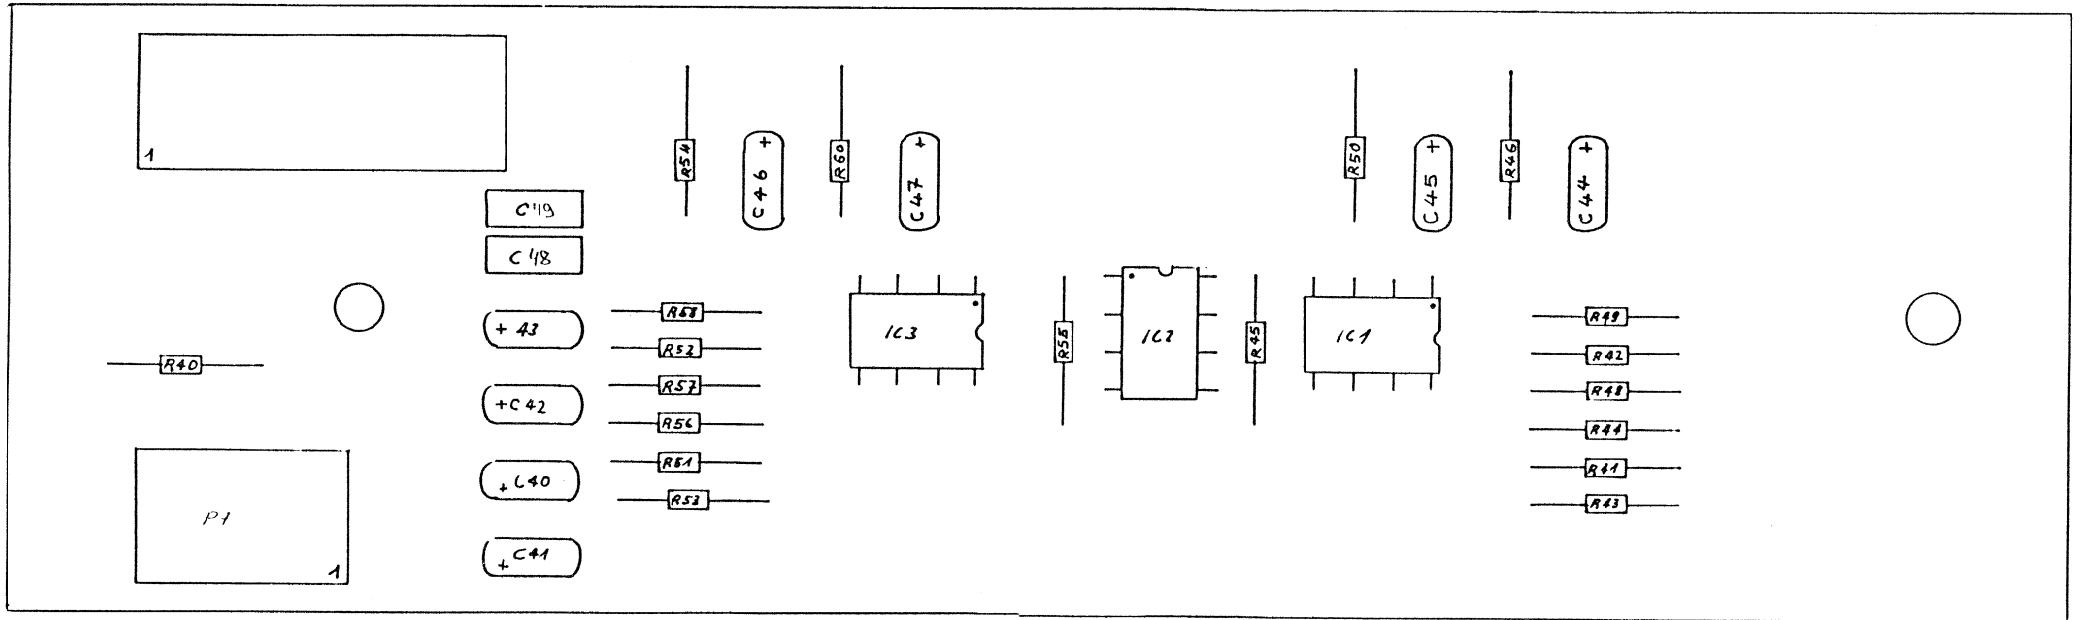 1
R54
C46 +
R60
C47 +
R50
C45 +
R46
C44 +
C49
C48
+ 43
+C42
+ C40
+ C41
R40
P1
1
R58
R52
R57
R56
R51
R53
IC3
R55
IC2
R45
IC1
R49
R42
R48
R44
R41
R43